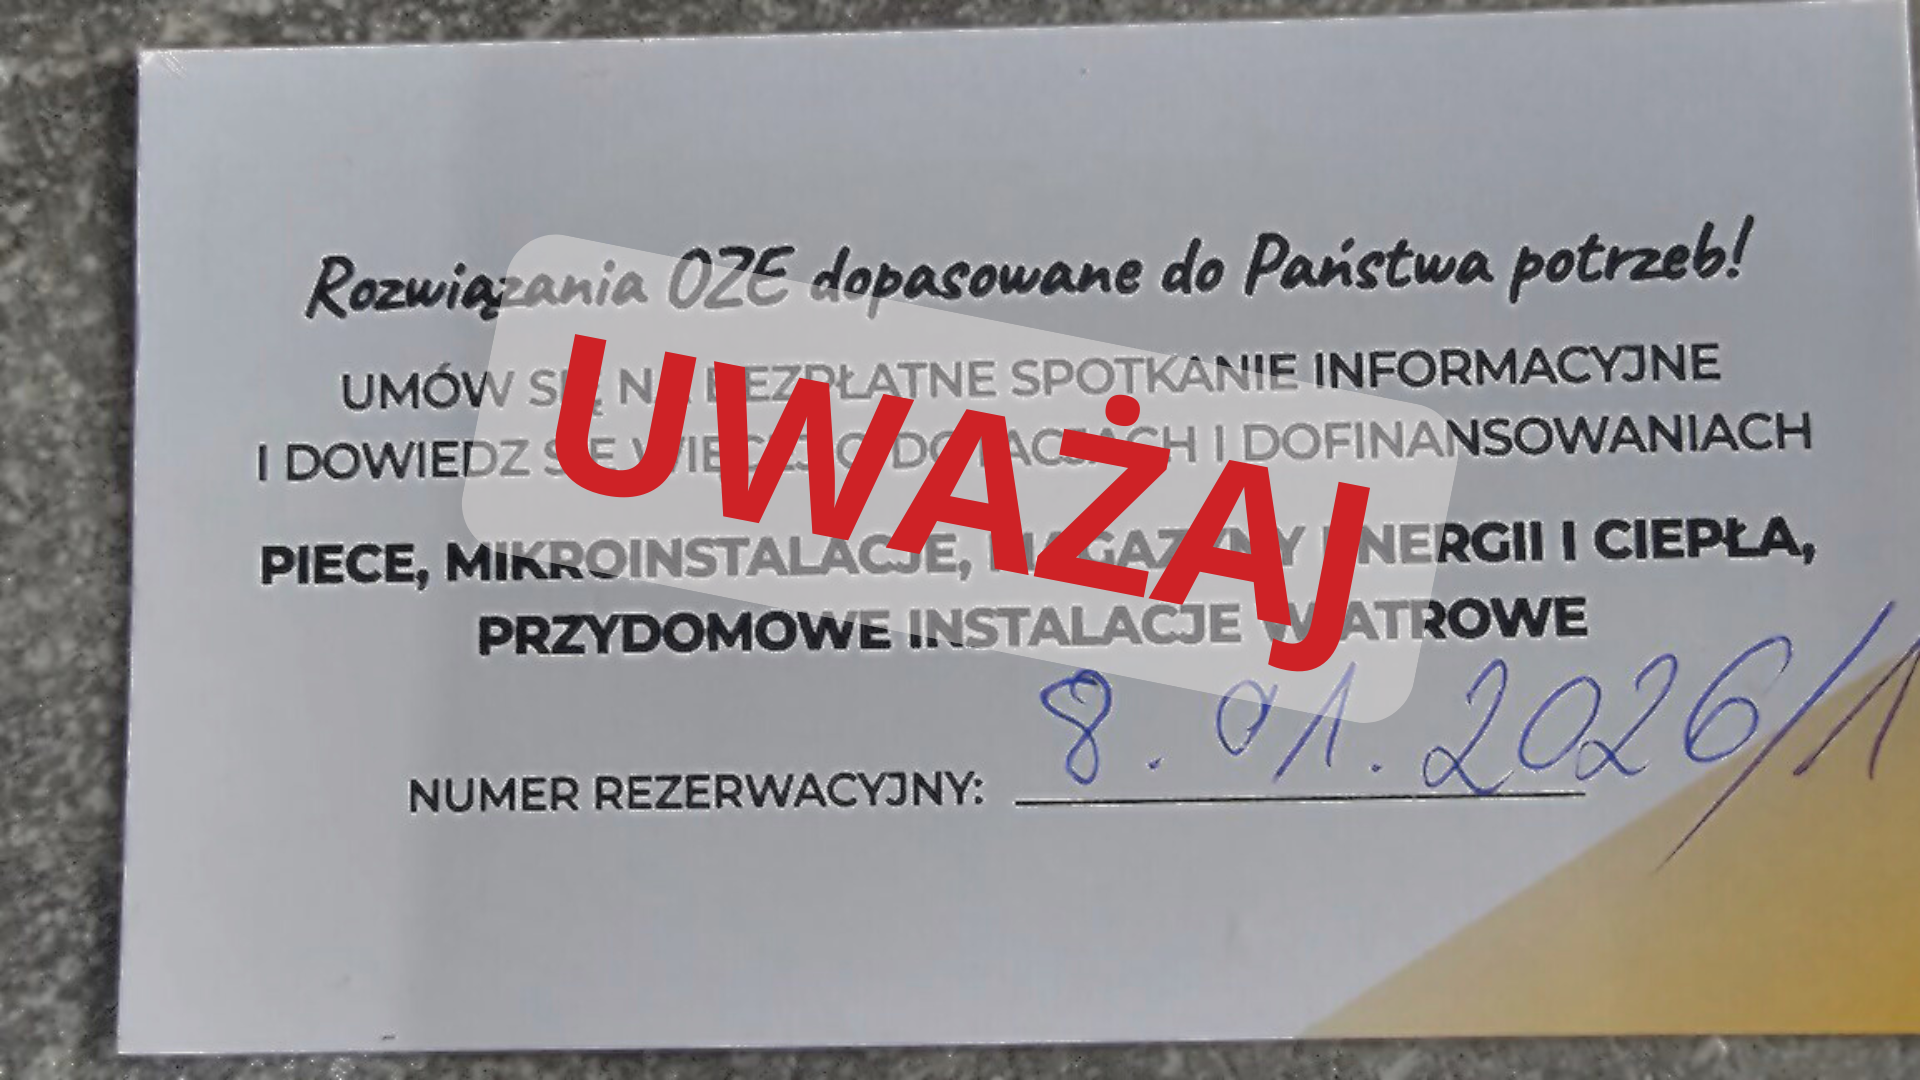 Rozwiązania OZE dopasowane do Państwa potrzeb!
UMÓW SIĘ NA BEZPŁATNE SPOTKANIE INFORMACYJNE
I DOWIEDZ SIĘ WIĘCEJ O DOTACJACH I DOFINANSOWANIACH
UWAŻAJ
PIECE, MIKROINSTALACJE, MAGAZYNY ENERGII I CIEPŁA,
PRZYDOMOWE INSTALACJE WIATROWE
NUMER REZERWACYJNY: 8.01.2026/1